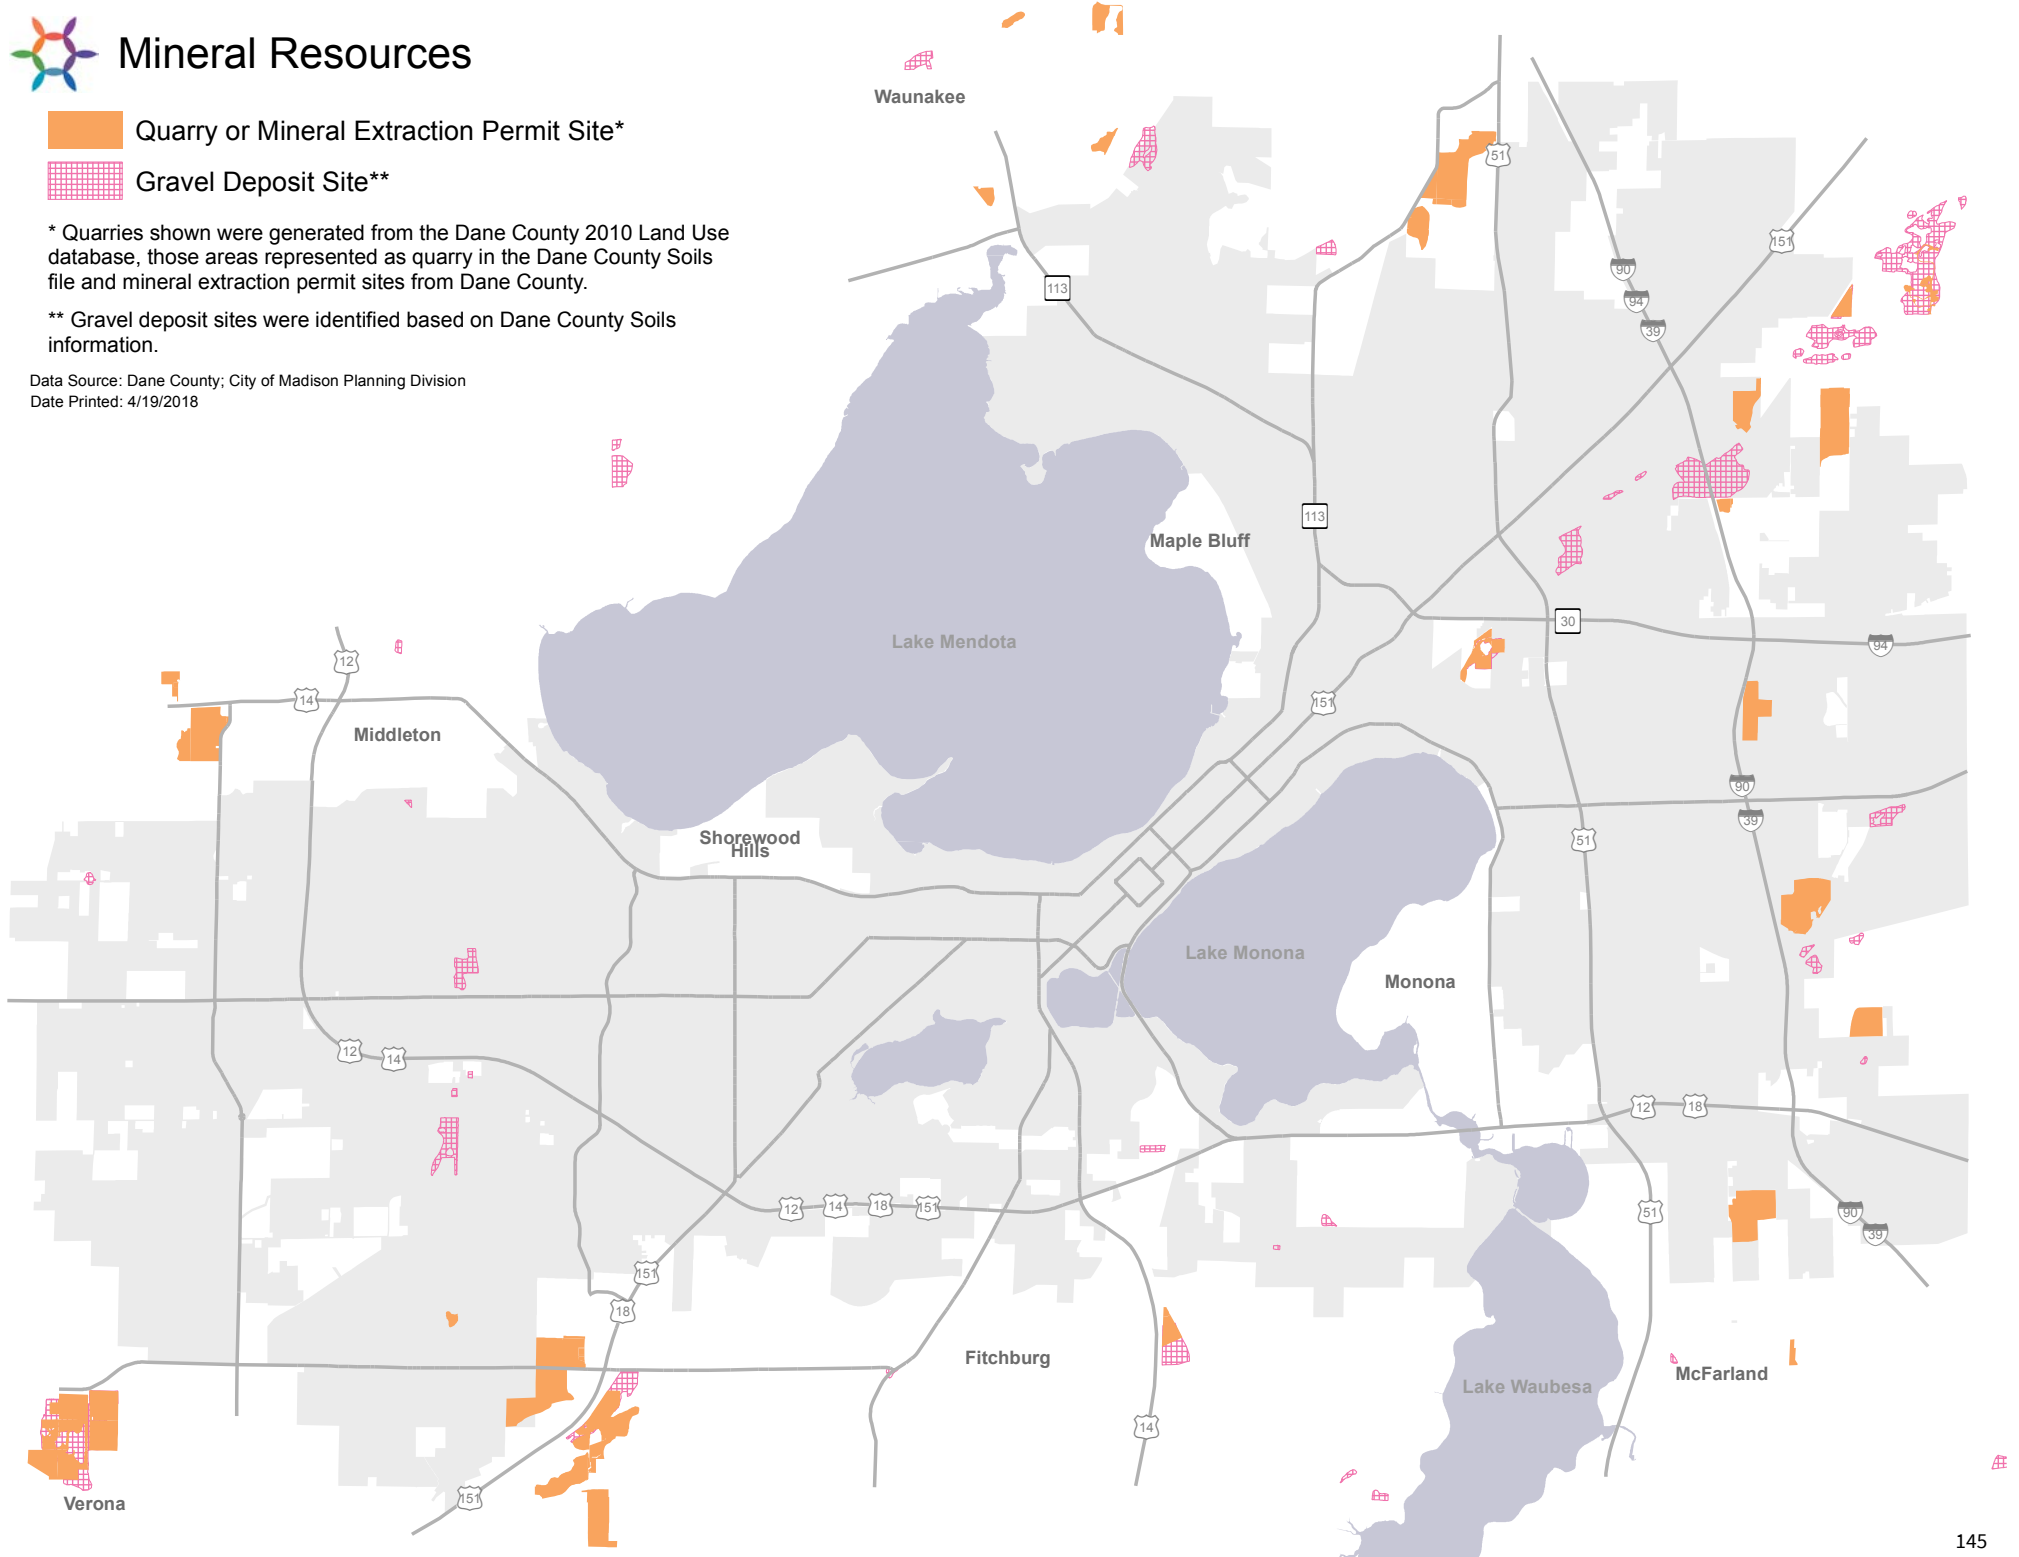 Mineral Resources
Quarry or Mineral Extraction Permit Site*
Gravel Deposit Site**
* Quarries shown were generated from the Dane County 2010 Land Use
database, those areas represented as quarry in the Dane County Soils
file and mineral extraction permit sites from Dane County.
** Gravel deposit sites were identified based on Dane County Soils
information.
Data Source: Dane County; City of Madison Planning Division
Date Printed: 4/19/2018
Waunakee
51
151
90
94
39
113
113
Maple Bluff
30
Lake Mendota
94
12
14
151
Middleton
90
39
51
Shorewood
Hills
Lake Monona
Monona
12
14
12
18
12
14
18
151
51
90
39
151
18
Fitchburg
McFarland
Lake Waubesa
14
151
Verona
145